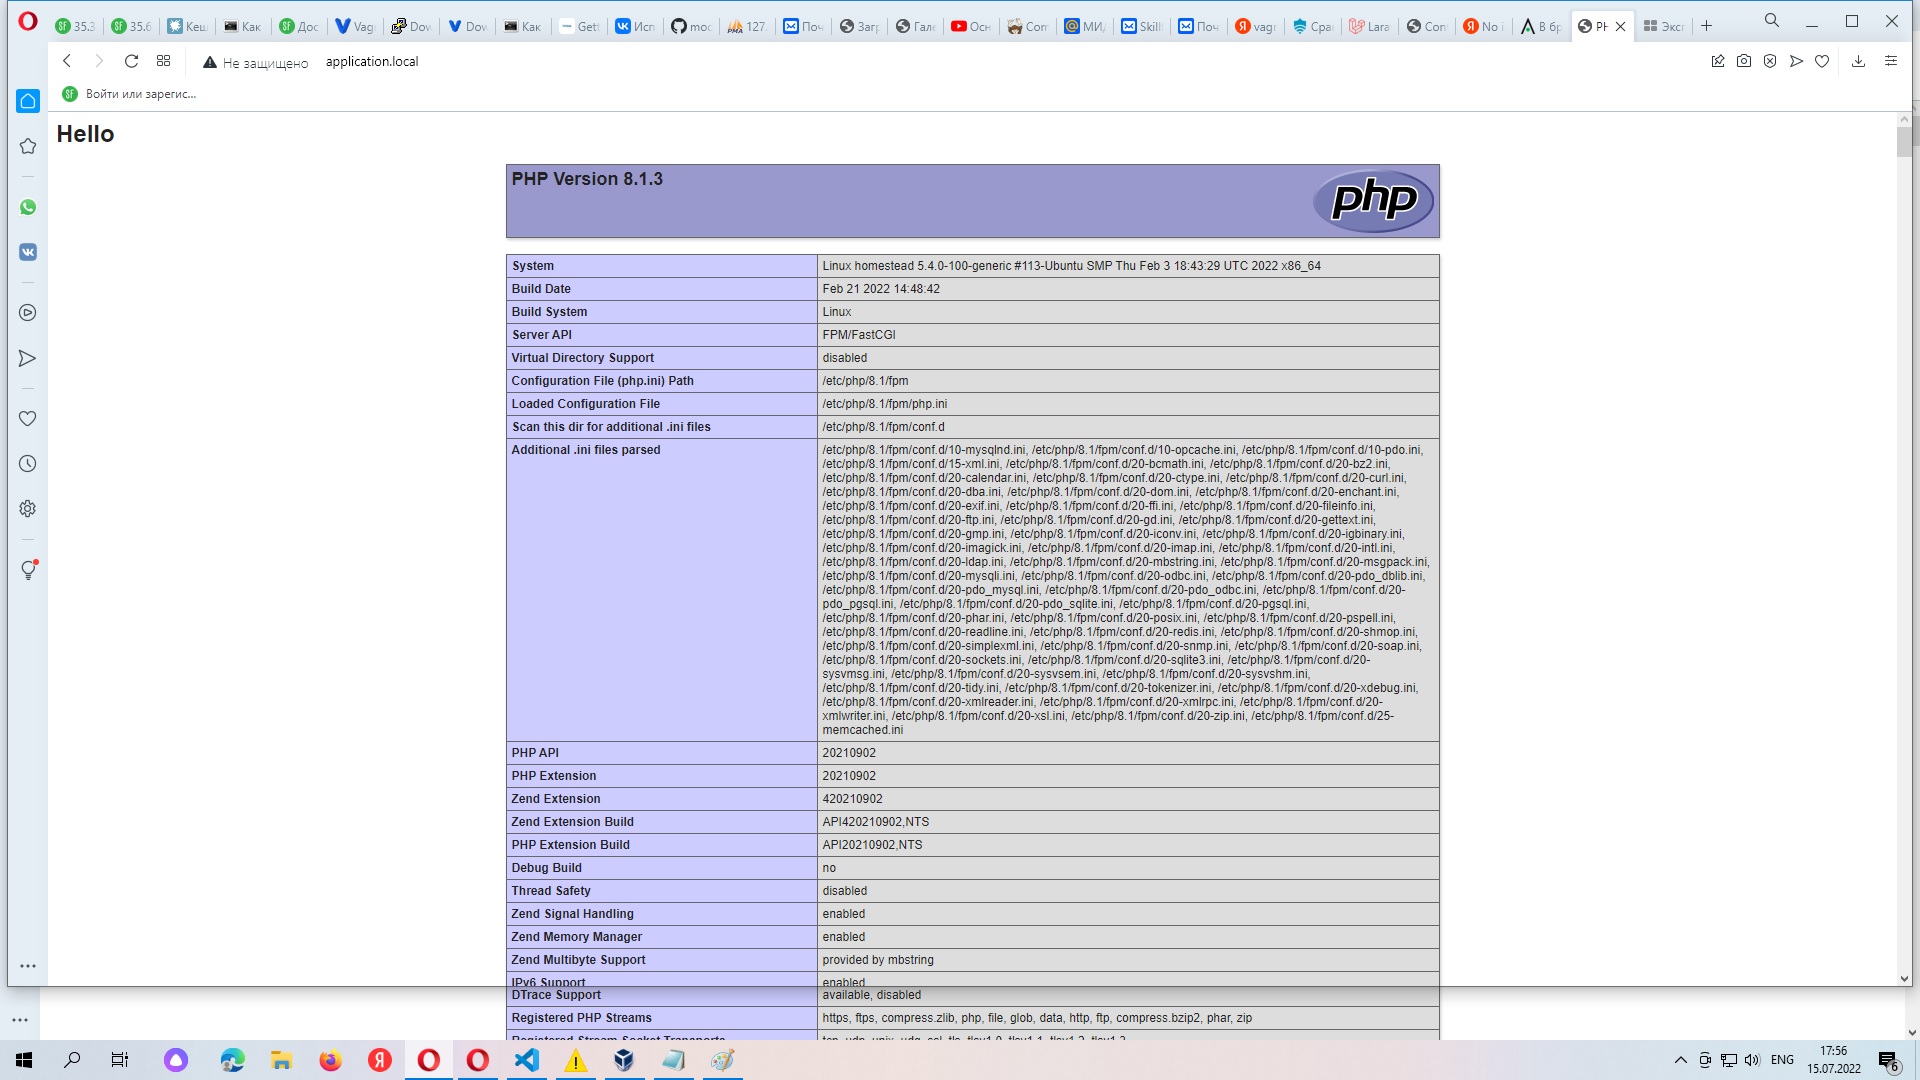 35.3
35.6
Кеш
Как
Дос
Vag
Dow
Dow
Как
Gett
Исп
moc
127.
Поч
Загр
Гале
Осн
Com
МИ
Skill
Поч
vagr
Сра
Lara
Con
No i
В бр
PH
Экс
Не защищено application.local
Войти или зарегис...
Hello
PHP Version 8.1.3
php
System Linux homestead 5.4.0-100-generic #113-Ubuntu SMP Thu Feb 3 18:43:29 UTC 2022 x86_64
Build Date Feb 21 2022 14:48:42
Build System Linux
Server API FPM/FastCGI
Virtual Directory Support disabled
Configuration File (php.ini) Path /etc/php/8.1/fpm
Loaded Configuration File /etc/php/8.1/fpm/php.ini
Scan this dir for additional .ini files /etc/php/8.1/fpm/conf.d
Additional .ini files parsed /etc/php/8.1/fpm/conf.d/10-mysqlnd.ini, /etc/php/8.1/fpm/conf.d/10-opcache.ini, /etc/php/8.1/fpm/conf.d/10-pdo.ini,
/etc/php/8.1/fpm/conf.d/15-xml.ini, /etc/php/8.1/fpm/conf.d/20-bcmath.ini, /etc/php/8.1/fpm/conf.d/20-bz2.ini,
/etc/php/8.1/fpm/conf.d/20-calendar.ini, /etc/php/8.1/fpm/conf.d/20-ctype.ini, /etc/php/8.1/fpm/conf.d/20-curl.ini,
/etc/php/8.1/fpm/conf.d/20-dba.ini, /etc/php/8.1/fpm/conf.d/20-dom.ini, /etc/php/8.1/fpm/conf.d/20-enchant.ini,
/etc/php/8.1/fpm/conf.d/20-exif.ini, /etc/php/8.1/fpm/conf.d/20-ffi.ini, /etc/php/8.1/fpm/conf.d/20-fileinfo.ini,
/etc/php/8.1/fpm/conf.d/20-ftp.ini, /etc/php/8.1/fpm/conf.d/20-gd.ini, /etc/php/8.1/fpm/conf.d/20-gettext.ini,
/etc/php/8.1/fpm/conf.d/20-gmp.ini, /etc/php/8.1/fpm/conf.d/20-iconv.ini, /etc/php/8.1/fpm/conf.d/20-igbinary.ini,
/etc/php/8.1/fpm/conf.d/20-imagick.ini, /etc/php/8.1/fpm/conf.d/20-imap.ini, /etc/php/8.1/fpm/conf.d/20-intl.ini,
/etc/php/8.1/fpm/conf.d/20-ldap.ini, /etc/php/8.1/fpm/conf.d/20-mbstring.ini, /etc/php/8.1/fpm/conf.d/20-msgpack.ini,
/etc/php/8.1/fpm/conf.d/20-mysqli.ini, /etc/php/8.1/fpm/conf.d/20-odbc.ini, /etc/php/8.1/fpm/conf.d/20-pdo_dblib.ini,
/etc/php/8.1/fpm/conf.d/20-pdo_mysql.ini, /etc/php/8.1/fpm/conf.d/20-pdo_odbc.ini, /etc/php/8.1/fpm/conf.d/20-
pdo_pgsql.ini, /etc/php/8.1/fpm/conf.d/20-pdo_sqlite.ini, /etc/php/8.1/fpm/conf.d/20-pgsql.ini,
/etc/php/8.1/fpm/conf.d/20-phar.ini, /etc/php/8.1/fpm/conf.d/20-posix.ini, /etc/php/8.1/fpm/conf.d/20-pspell.ini,
/etc/php/8.1/fpm/conf.d/20-readline.ini, /etc/php/8.1/fpm/conf.d/20-redis.ini, /etc/php/8.1/fpm/conf.d/20-shmop.ini,
/etc/php/8.1/fpm/conf.d/20-simplexml.ini, /etc/php/8.1/fpm/conf.d/20-snmp.ini, /etc/php/8.1/fpm/conf.d/20-soap.ini,
/etc/php/8.1/fpm/conf.d/20-sockets.ini, /etc/php/8.1/fpm/conf.d/20-sqlite3.ini, /etc/php/8.1/fpm/conf.d/20-
sysvmsg.ini, /etc/php/8.1/fpm/conf.d/20-sysvsem.ini, /etc/php/8.1/fpm/conf.d/20-sysvshm.ini,
/etc/php/8.1/fpm/conf.d/20-tidy.ini, /etc/php/8.1/fpm/conf.d/20-tokenizer.ini, /etc/php/8.1/fpm/conf.d/20-xdebug.ini,
/etc/php/8.1/fpm/conf.d/20-xmlreader.ini, /etc/php/8.1/fpm/conf.d/20-xmlrpc.ini, /etc/php/8.1/fpm/conf.d/20-
xmlwriter.ini, /etc/php/8.1/fpm/conf.d/20-xsl.ini, /etc/php/8.1/fpm/conf.d/20-zip.ini, /etc/php/8.1/fpm/conf.d/25-
memcached.ini
PHP API 20210902
PHP Extension 20210902
Zend Extension 420210902
Zend Extension Build API420210902,NTS
PHP Extension Build API20210902,NTS
Debug Build no
Thread Safety disabled
Zend Signal Handling enabled
Zend Memory Manager enabled
Zend Multibyte Support provided by mbstring
IPv6 Support enabled
DTrace Support available, disabled
Registered PHP Streams https, ftps, compress.zlib, php, file, glob, data, http, ftp, compress.bzip2, phar, zip
Registered Stream Socket Transports tcp, udp, unix, udg, ssl, tls, tlsv1.0, tlsv1.1, tlsv1.2, tlsv1.3
ENG
17:56
15.07.2022
6